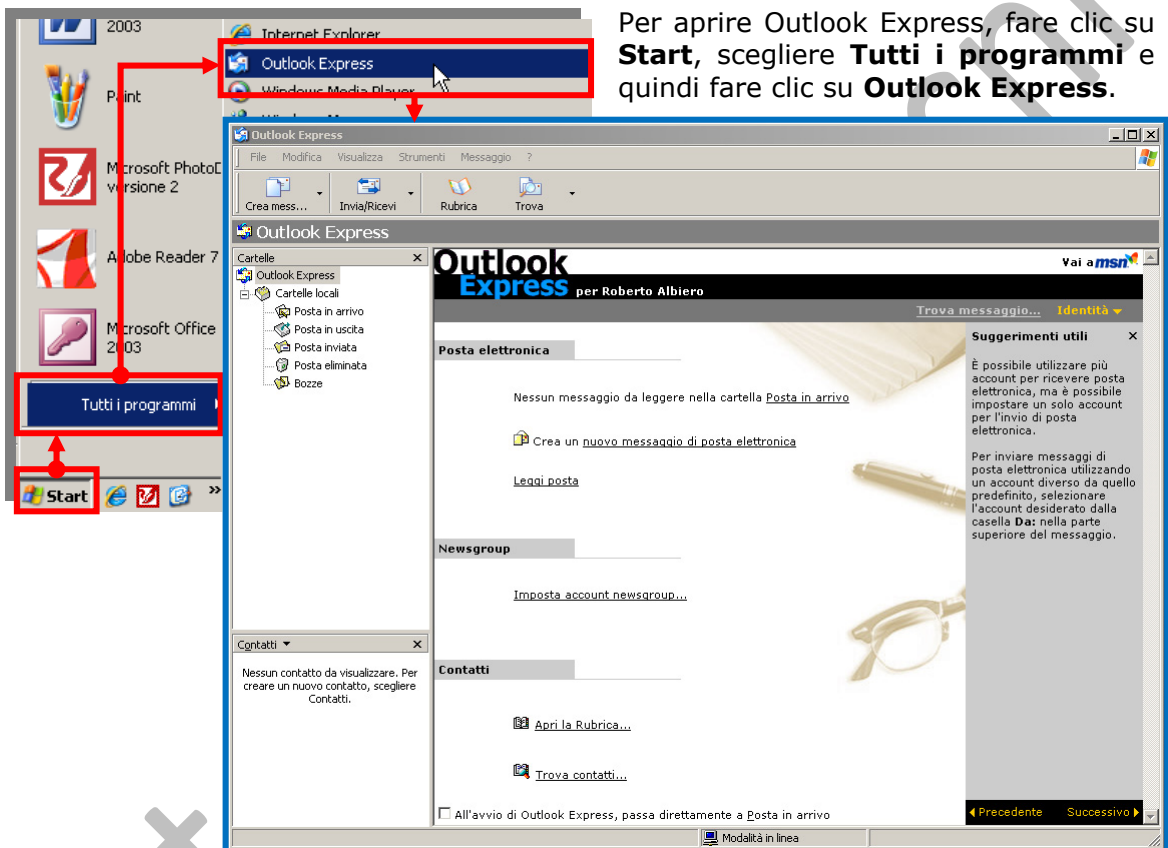 Per aprire Outlook Express, fare clic su
Start, scegliere Tutti i programmi e
quindi fare clic su Outlook Express.
2003
Paint
Microsoft Photo
versione 2
Adobe Reader 7
Microsoft Office
2003
Tutti i programmi
Start
»
Internet Explorer
Outlook Express
Windows Media Player
Outlook Express
File Modifica Visualizza Strumenti Messaggio ?
Crea mess... Invia/Ricevi Rubrica Trova
Outlook Express
Cartelle
Outlook Express
Cartelle locali
Posta in arrivo
Posta in uscita
Posta inviata
Posta eliminata
Bozze
Contatti
Nessun contatto da visualizzare. Per
creare un nuovo contatto, scegliere
Contatti.
Outlook
Express per Roberto Albiero
Vai a msn
Trova messaggio... Identità
Posta elettronica
Nessun messaggio da leggere nella cartella Posta in arrivo
Crea un nuovo messaggio di posta elettronica
Leggi posta
Newsgroup
Imposta account newsgroup...
Contatti
Apri la Rubrica...
Trova contatti...
All'avvio di Outlook Express, passa direttamente a Posta in arrivo
Suggerimenti utili
È possibile utilizzare più
account per ricevere posta
elettronica, ma è possibile
impostare un solo account
per l'invio di posta
elettronica.
Per inviare messaggi di
posta elettronica utilizzando
un account diverso da quello
predefinito, selezionare
l'account desiderato dalla
casella Da: nella parte
superiore del messaggio.
Precedente Successivo
Modalità in linea